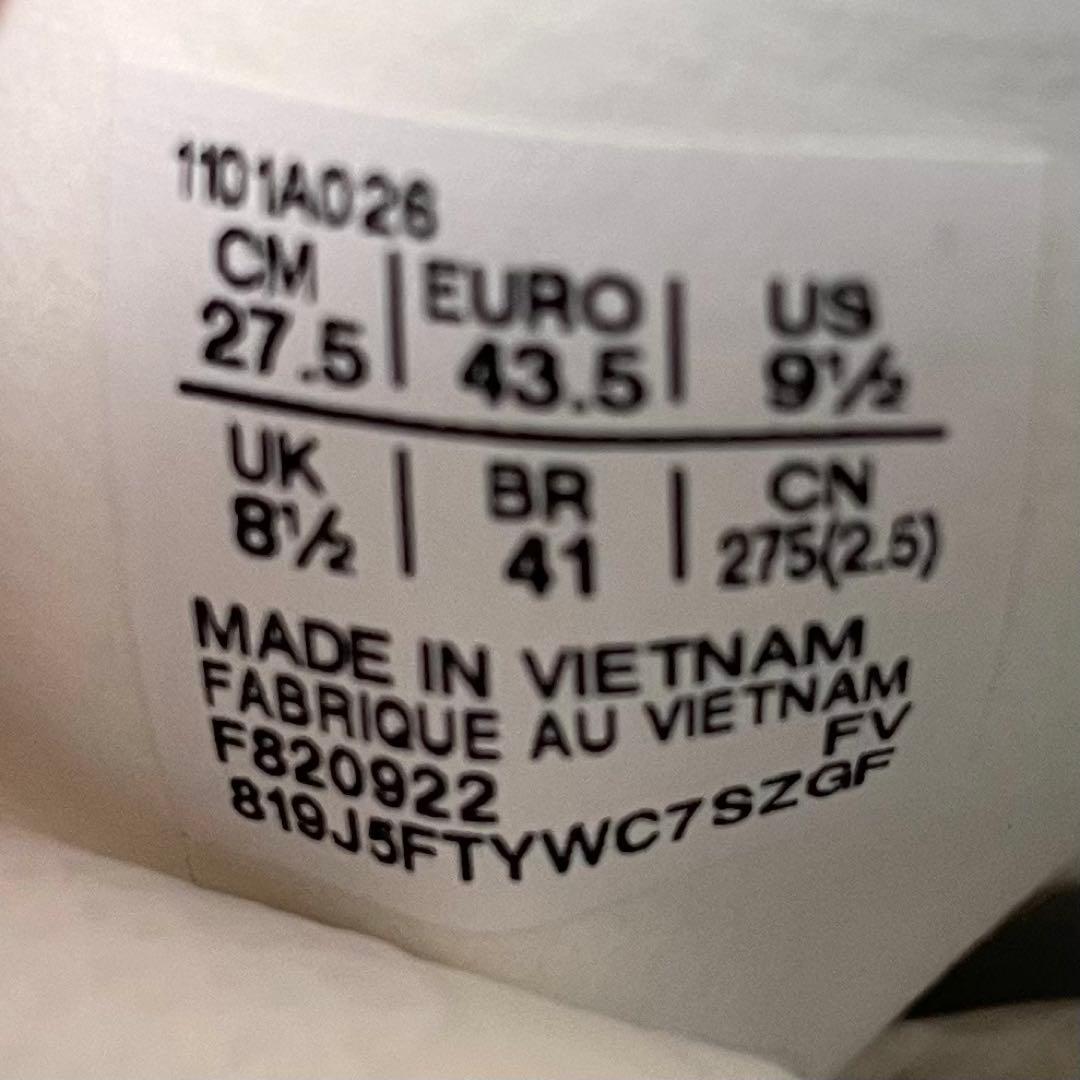 1101A026
CM | EURO | US
27.5 | 43.5 | 9½
UK | BR | CN
8½ | 41 | 275(2.5)
MADE IN VIETNAM
FABRIQUE AU VIETNAM
F820922 FV
819J5FTYWC7SZGF